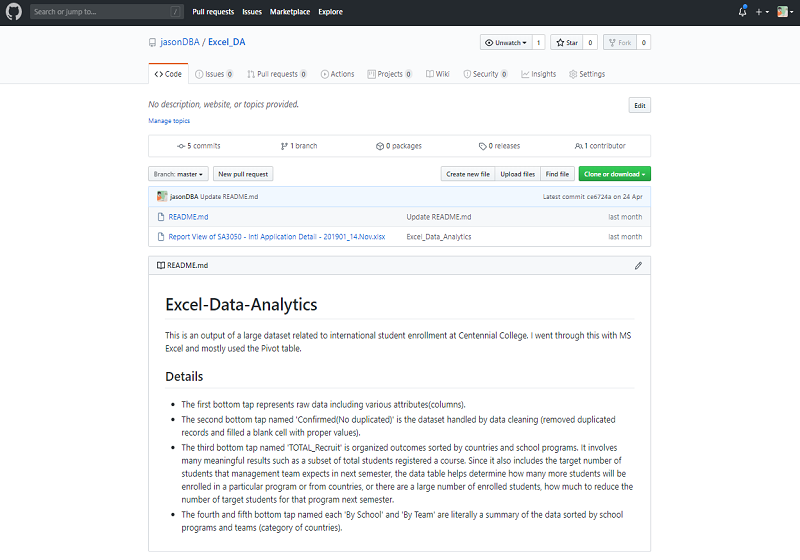 Search or jump to... /
Pull requests Issues Marketplace Explore
jasonDBA / Excel_DA
Unwatch 1 Star 0 Fork 0
Code Issues 0 Pull requests 0 Actions Projects 0 Wiki Security 0 Insights Settings
No description, website, or topics provided. Edit
Manage topics
5 commits 1 branch 0 packages 0 releases 1 contributor
Branch: master New pull request Create new file Upload files Find file Clone or download
jasonDBA Update README.md Latest commit ce6724a on 24 Apr
README.md Update README.md last month
Report View of SA3050 - Intl Application Detail - 201901_14.Nov.xlsx Excel_Data_Analytics last month
README.md
Excel-Data-Analytics
This is an output of a large dataset related to international student enrollment at Centennial College. I went through this with MS
Excel and mostly used the Pivot table.
Details
• The first bottom tap represents raw data including various attributes(columns).
• The second bottom tap named 'Confirmed(No duplicated)' is the dataset handled by data cleaning (removed duplicated
records and filled a blank cell with proper values).
• The third bottom tap named 'TOTAL_Recruit' is organized outcomes sorted by countries and school programs. It involves
many meaningful results such as a subset of total students registered a course. Since it also includes the target number of
students that management team expects in next semester, the data table helps determine how many more students will be
enrolled in a particular program or from countries, or there are a large number of enrolled students, how much to reduce the
number of target students for that program next semester.
• The fourth and fifth bottom tap named each 'By School' and 'By Team' are literally a summary of the data sorted by school
programs and teams (category of countries).